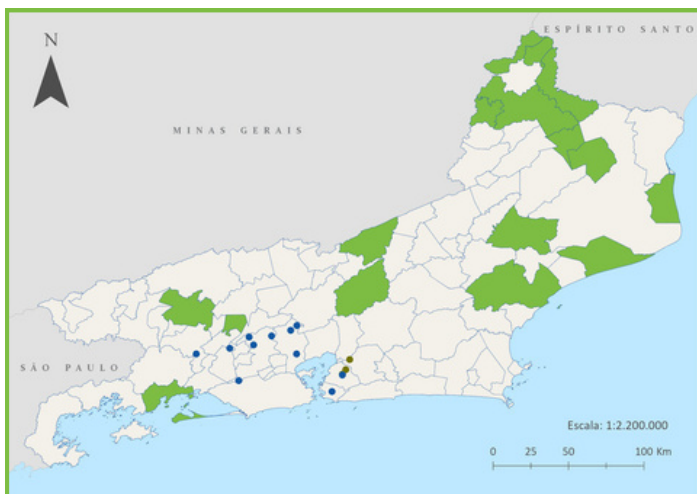 ESPÍRITO SANTO
N
MINAS GERAIS
SÃO PAULO
Escala: 1:2.200.000
0 25 50 100 Km